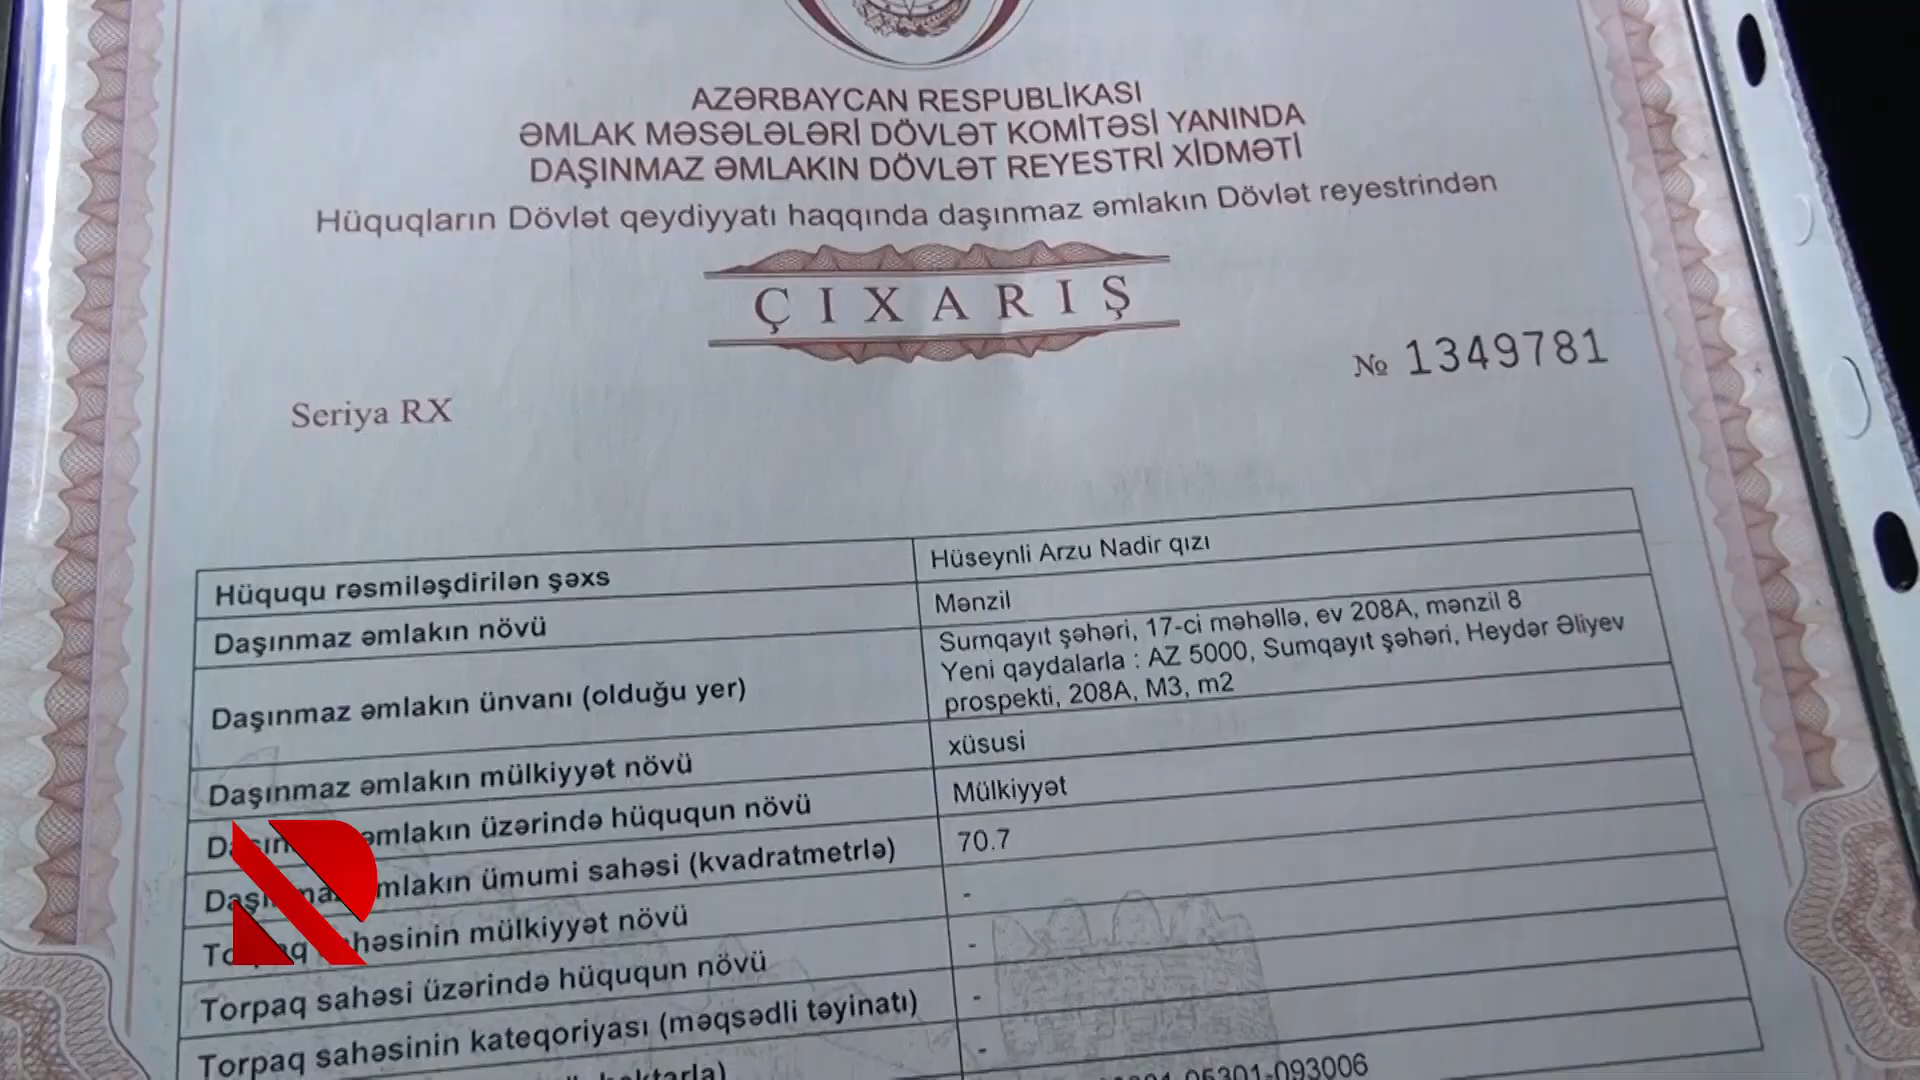 AZƏRBAYCAN RESPUBLİKASI
ƏMLAK MƏSƏLƏLƏRİ DÖVLƏT KOMİTƏSİ YANINDA
DAŞINMAZ ƏMLAKIN DÖVLƏT REYESTRİ XİDMƏTİ
Hüquqların Dövlət qeydiyyatı haqqında daşınmaz əmlakın Dövlət reyestrindən
ÇIXARIŞ
№ 1349781
Seriya RX
Hüququ rəsmiləşdirilən şəxs
Hüseynli Arzu Nadir qızı
Daşınmaz əmlakın növü
Mənzil
Daşınmaz əmlakın ünvanı (olduğu yer)
Sumqayıt şəhəri, 17-ci məhəllə, ev 208A, mənzil 8
Yeni qaydalarla : AZ 5000, Sumqayıt şəhəri, Heydər Əliyev
prospekti, 208A, M3, m2
Daşınmaz əmlakın mülkiyyət növü
xüsusi
əmlakın üzərində hüququn növü
Mülkiyyət
ümumi sahəsi (kvadratmetrlə)
70.7
mülkiyyət növü
-
Torpaq sahəsi üzərində hüququn növü
-
Torpaq sahəsinin kateqoriyası (məqsədli təyinatı)
-
-
05301-093006